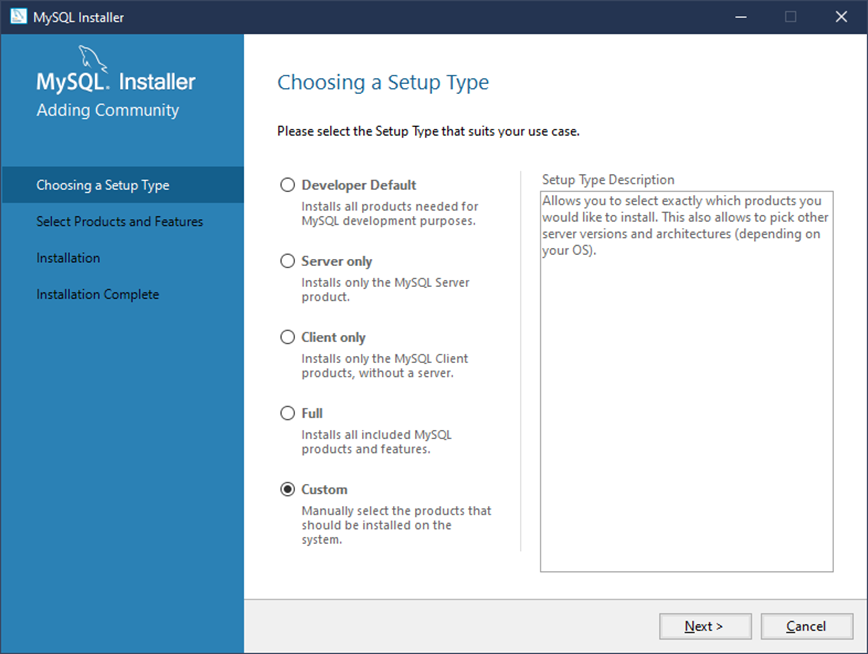 MySQL Installer
MySQL. Installer
Adding Community
Choosing a Setup Type
Select Products and Features
Installation
Installation Complete
Choosing a Setup Type
Please select the Setup Type that suits your use case.
Developer Default
Installs all products needed for
MySQL development purposes.
Server only
Installs only the MySQL Server
product.
Client only
Installs only the MySQL Client
products, without a server.
Full
Installs all included MySQL
products and features.
Custom
Manually select the products that
should be installed on the
system.
Setup Type Description
Allows you to select exactly which products you
would like to install. This also allows to pick other
server versions and architectures (depending on
your OS).
Next >
Cancel